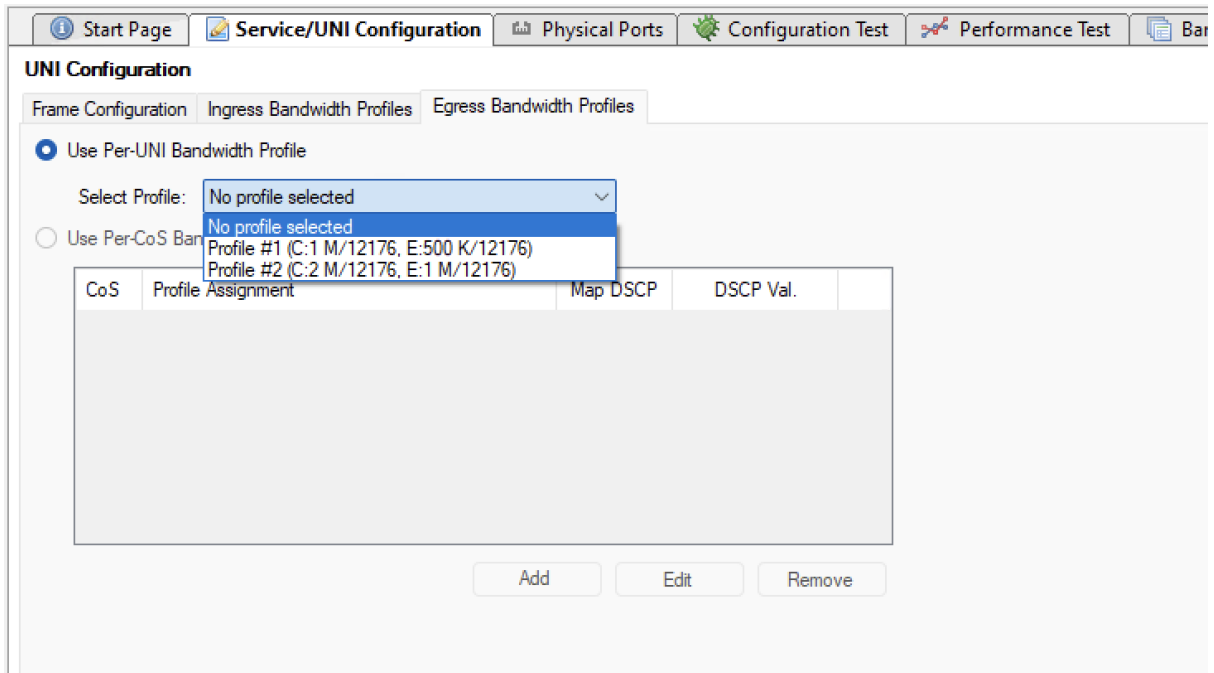 Start Page Service/UNI Configuration Physical Ports Configuration Test Performance Test
UNI Configuration
Frame Configuration Ingress Bandwidth Profiles Egress Bandwidth Profiles
Use Per-UNI Bandwidth Profile
Select Profile: No profile selected
No profile selected
Use Per-CoS
Profile #1 (C:1 M/12176, E:500 K/12176)
Profile #2 (C:2 M/12176, E:1 M/12176)
CoS Profile Assignment Map DSCP DSCP Val.
Add Edit Remove